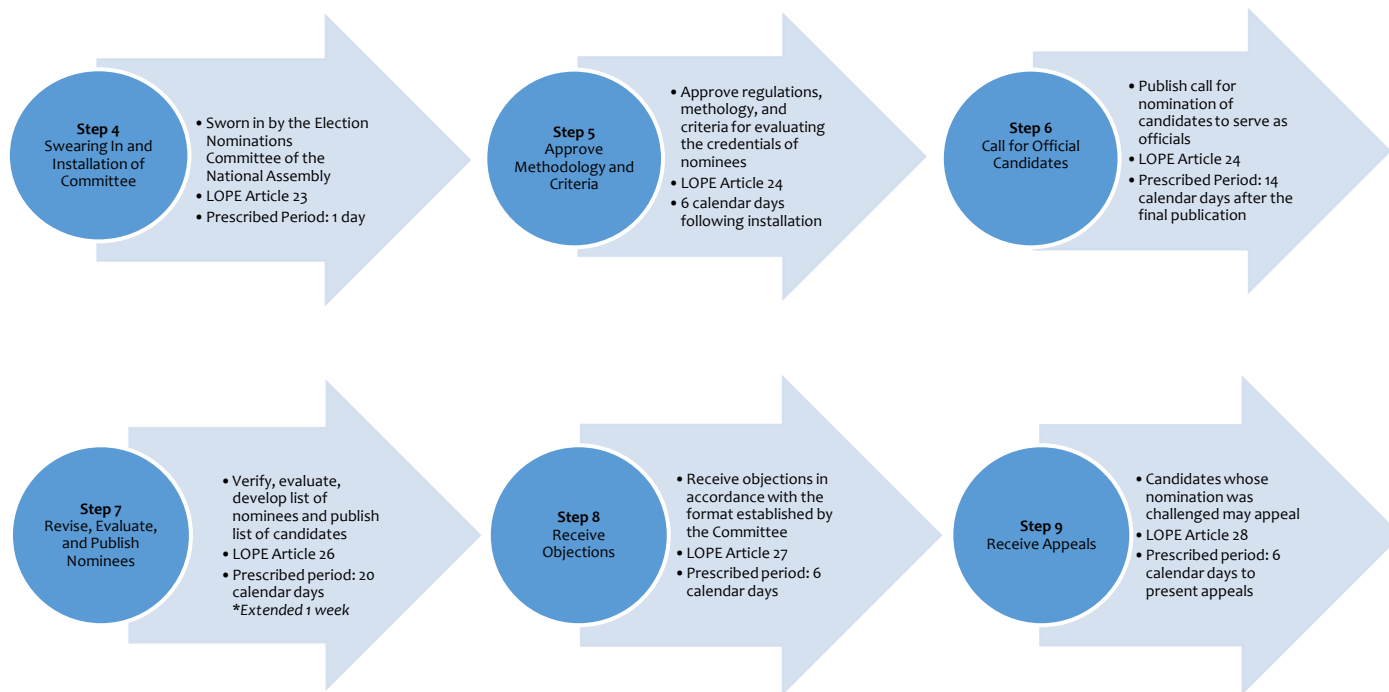 Step 4
Swearing In and
Installation of
Committee
• Sworn in by the Election
Nominations
Committee of the
National Assembly
• LOPE Article 23
• Prescribed Period: 1 day
Step 5
Approve
Methodology and
Criteria
• Approve regulations,
methology, and
criteria for evaluating
the credentials of
nominees
• LOPE Article 24
• 6 calendar days
following installation
Step 6
Call for Official
Candidates
• Publish call for
nomination of
candidates to serve as
officials
• LOPE Article 24
• Prescribed Period: 14
calendar days after the
final publication
Step 7
Revise, Evaluate,
and Publish
Nominees
• Verify, evaluate,
develop list of
nominees and publish
list of candidates
• LOPE Article 26
• Prescribed period: 20
calendar days
*Extended 1 week
Step 8
Receive
Objections
• Receive objections in
accordance with the
format established by
the Committee
• LOPE Article 27
• Prescribed period: 6
calendar days
Step 9
Receive Appeals
• Candidates whose
nomination was
challenged may appeal
• LOPE Article 28
• Prescribed period: 6
calendar days to
present appeals